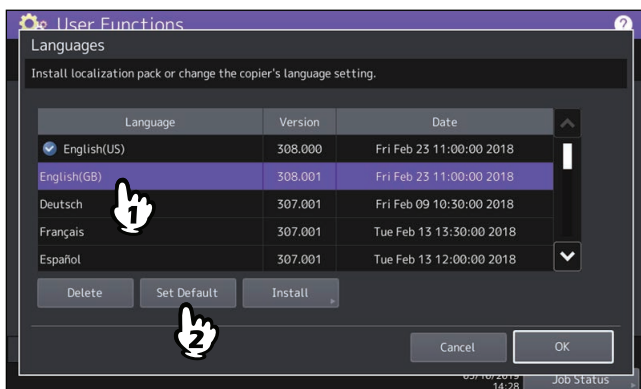 User Functions
?
Languages
Install localization pack or change the copier's language setting.
Language Version Date
English(US) 308.000 Fri Feb 23 11:00:00 2018
English(GB) 308.001 Fri Feb 23 11:00:00 2018
Deutsch 307.001 Fri Feb 09 10:30:00 2018
Français 307.001 Tue Feb 13 13:30:00 2018
Español 307.001 Tue Feb 13 12:00:00 2018
1
Delete Set Default Install
2
Cancel OK
14:28 Job Status